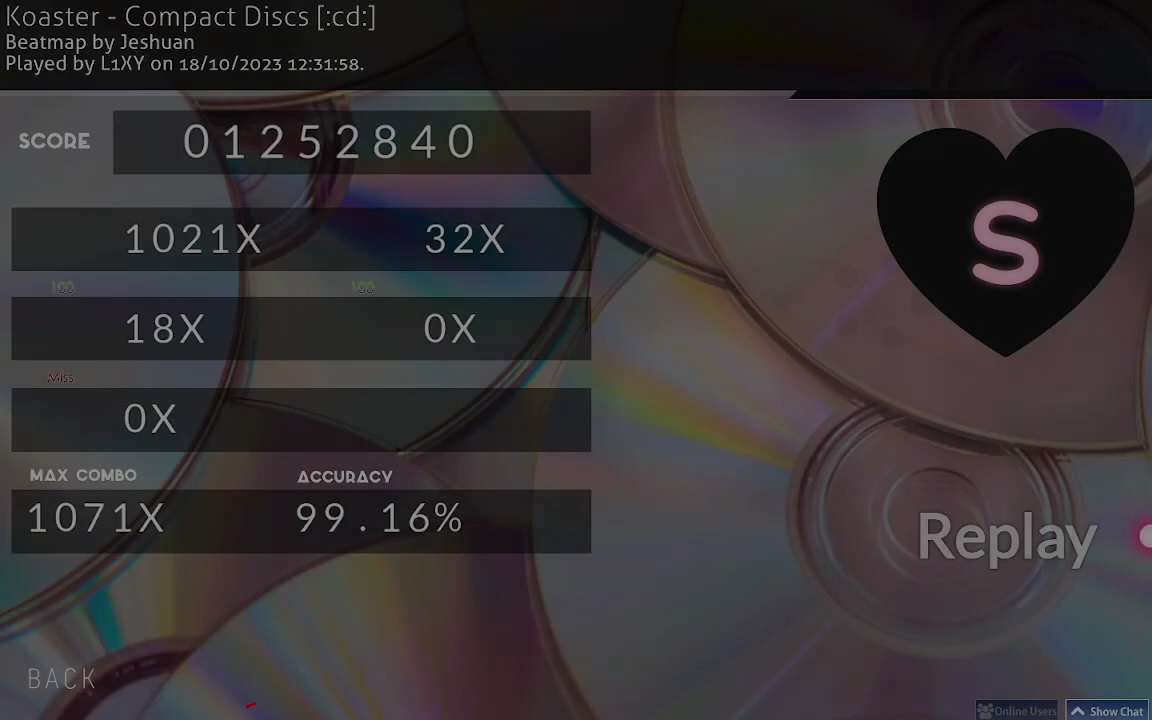 Koaster - Compact Discs [:cd:]
Beatmap by Jeshuan
Played by L1XY on 18/10/2023 12:31:58.
SCORE 01252840
S
1021X 32X
100 100
18X 0X
Miss
0X
MAX COMBO ACCURACY
1071X 99.16%
Replay
BACK
Online Users Show Chat